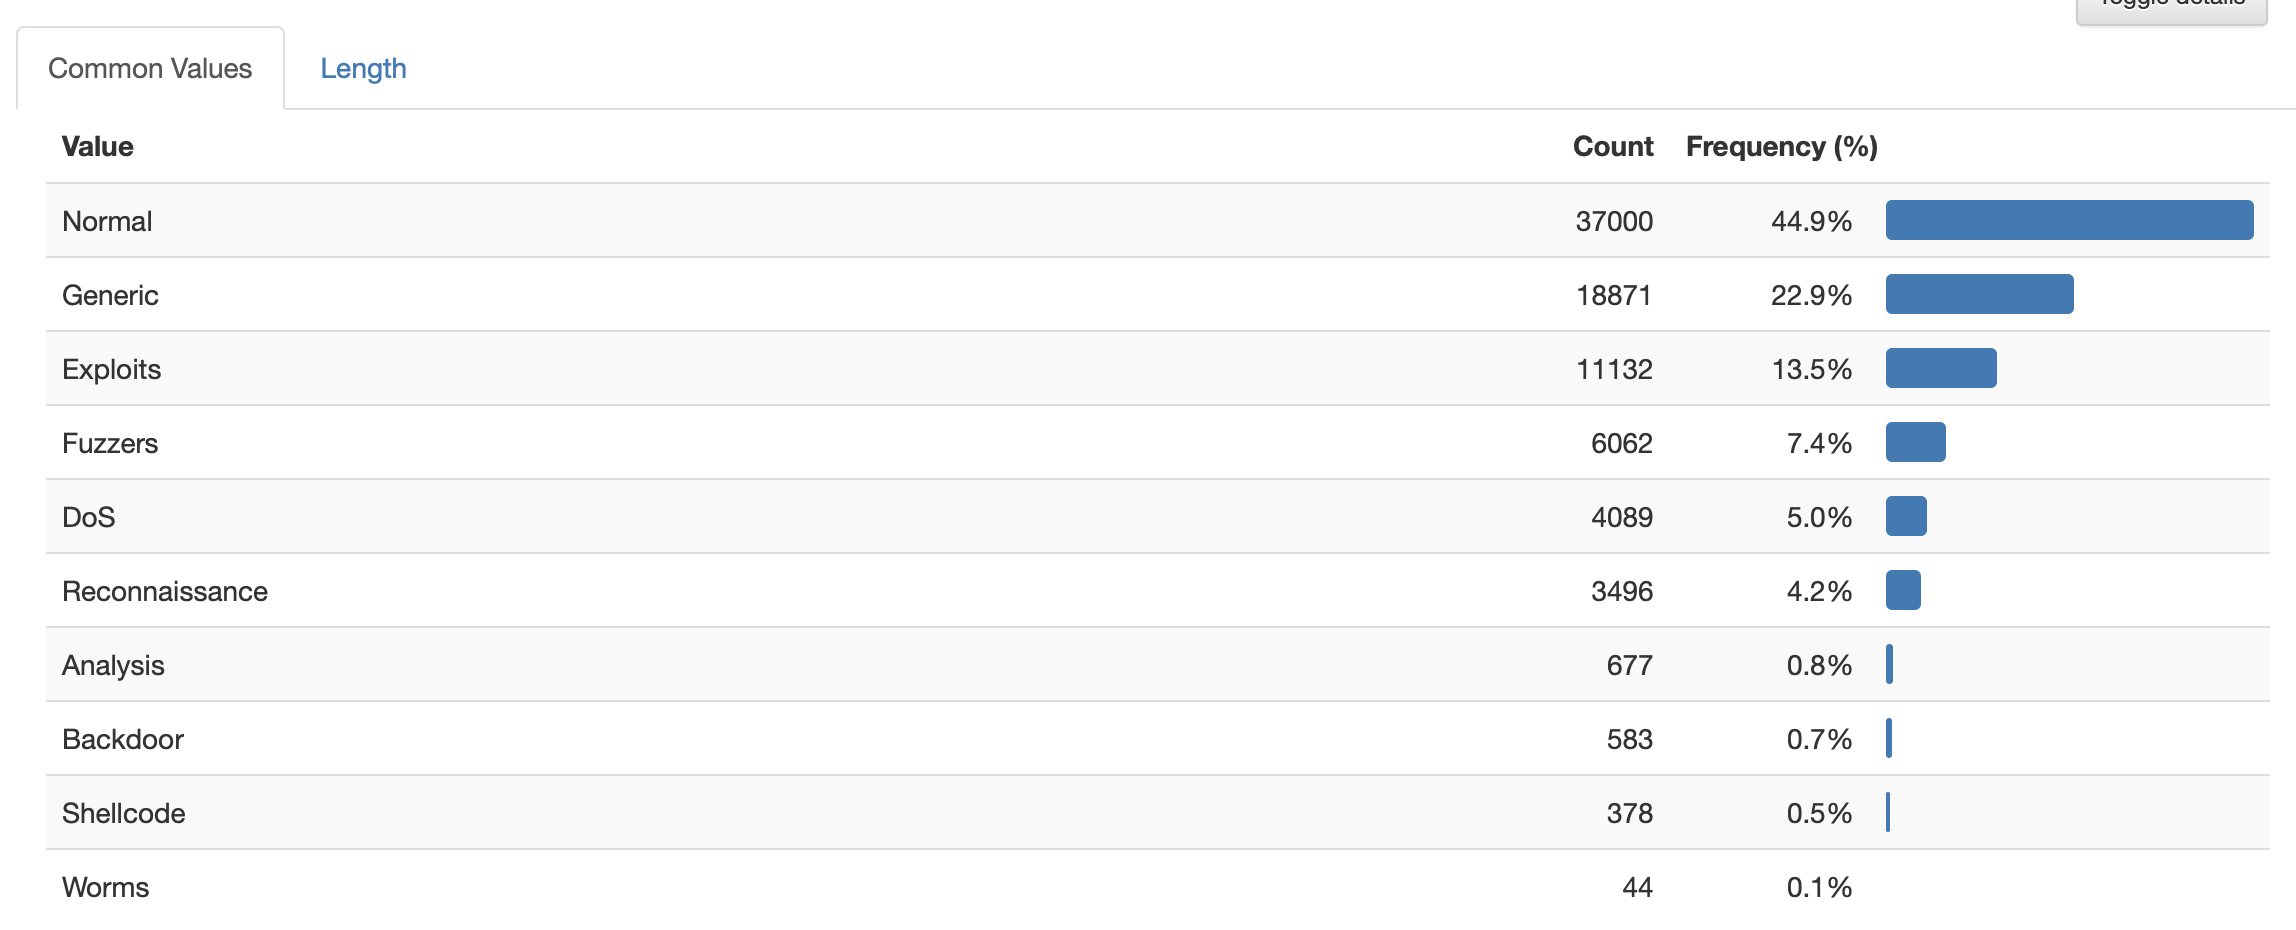 Toggle details
Common Values Length
Value Count Frequency (%)
Normal 37000 44.9%
Generic 18871 22.9%
Exploits 11132 13.5%
Fuzzers 6062 7.4%
DoS 4089 5.0%
Reconnaissance 3496 4.2%
Analysis 677 0.8%
Backdoor 583 0.7%
Shellcode 378 0.5%
Worms 44 0.1%